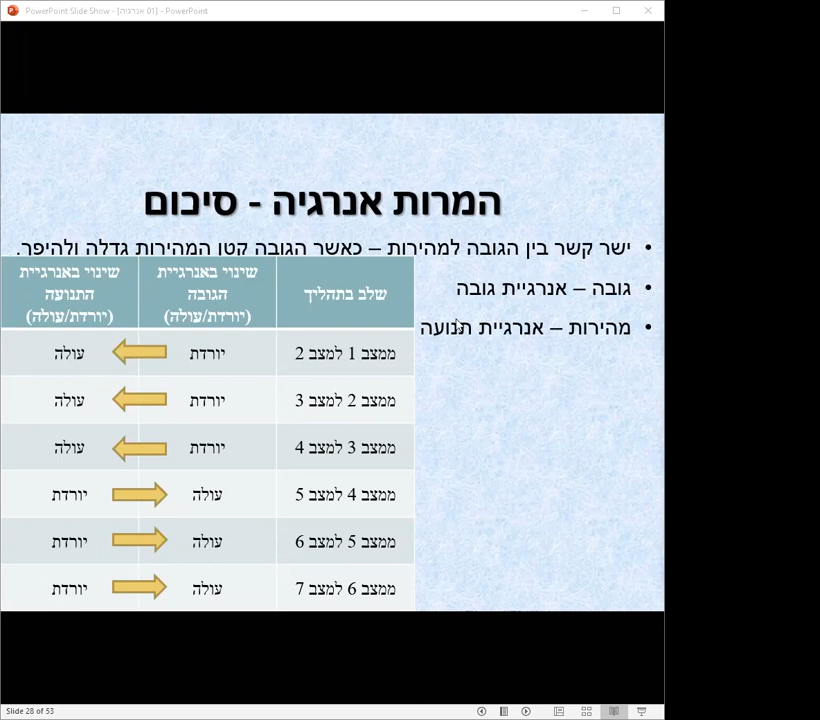 PowerPoint Slide Show - [01 אנרגיה] - PowerPoint
המרות אנרגיה - סיכום
• ישר קשר בין הגובה למהירות – כאשר הגובה קטן המהירות גדלה ולהיפך.
• גובה – אנרגיית גובה
• מהירות – אנרגיית תנועה
שלב בתהליך
שינוי באנרגיית
הגובה
(יורדת/עולה)
שינוי באנרגיית
התנועה
(יורדת/עולה)
ממצב 1 למצב 2 יורדת עולה
ממצב 2 למצב 3 יורדת עולה
ממצב 3 למצב 4 יורדת עולה
ממצב 4 למצב 5 עולה יורדת
ממצב 5 למצב 6 עולה יורדת
ממצב 6 למצב 7 עולה יורדת
Slide 28 of 53